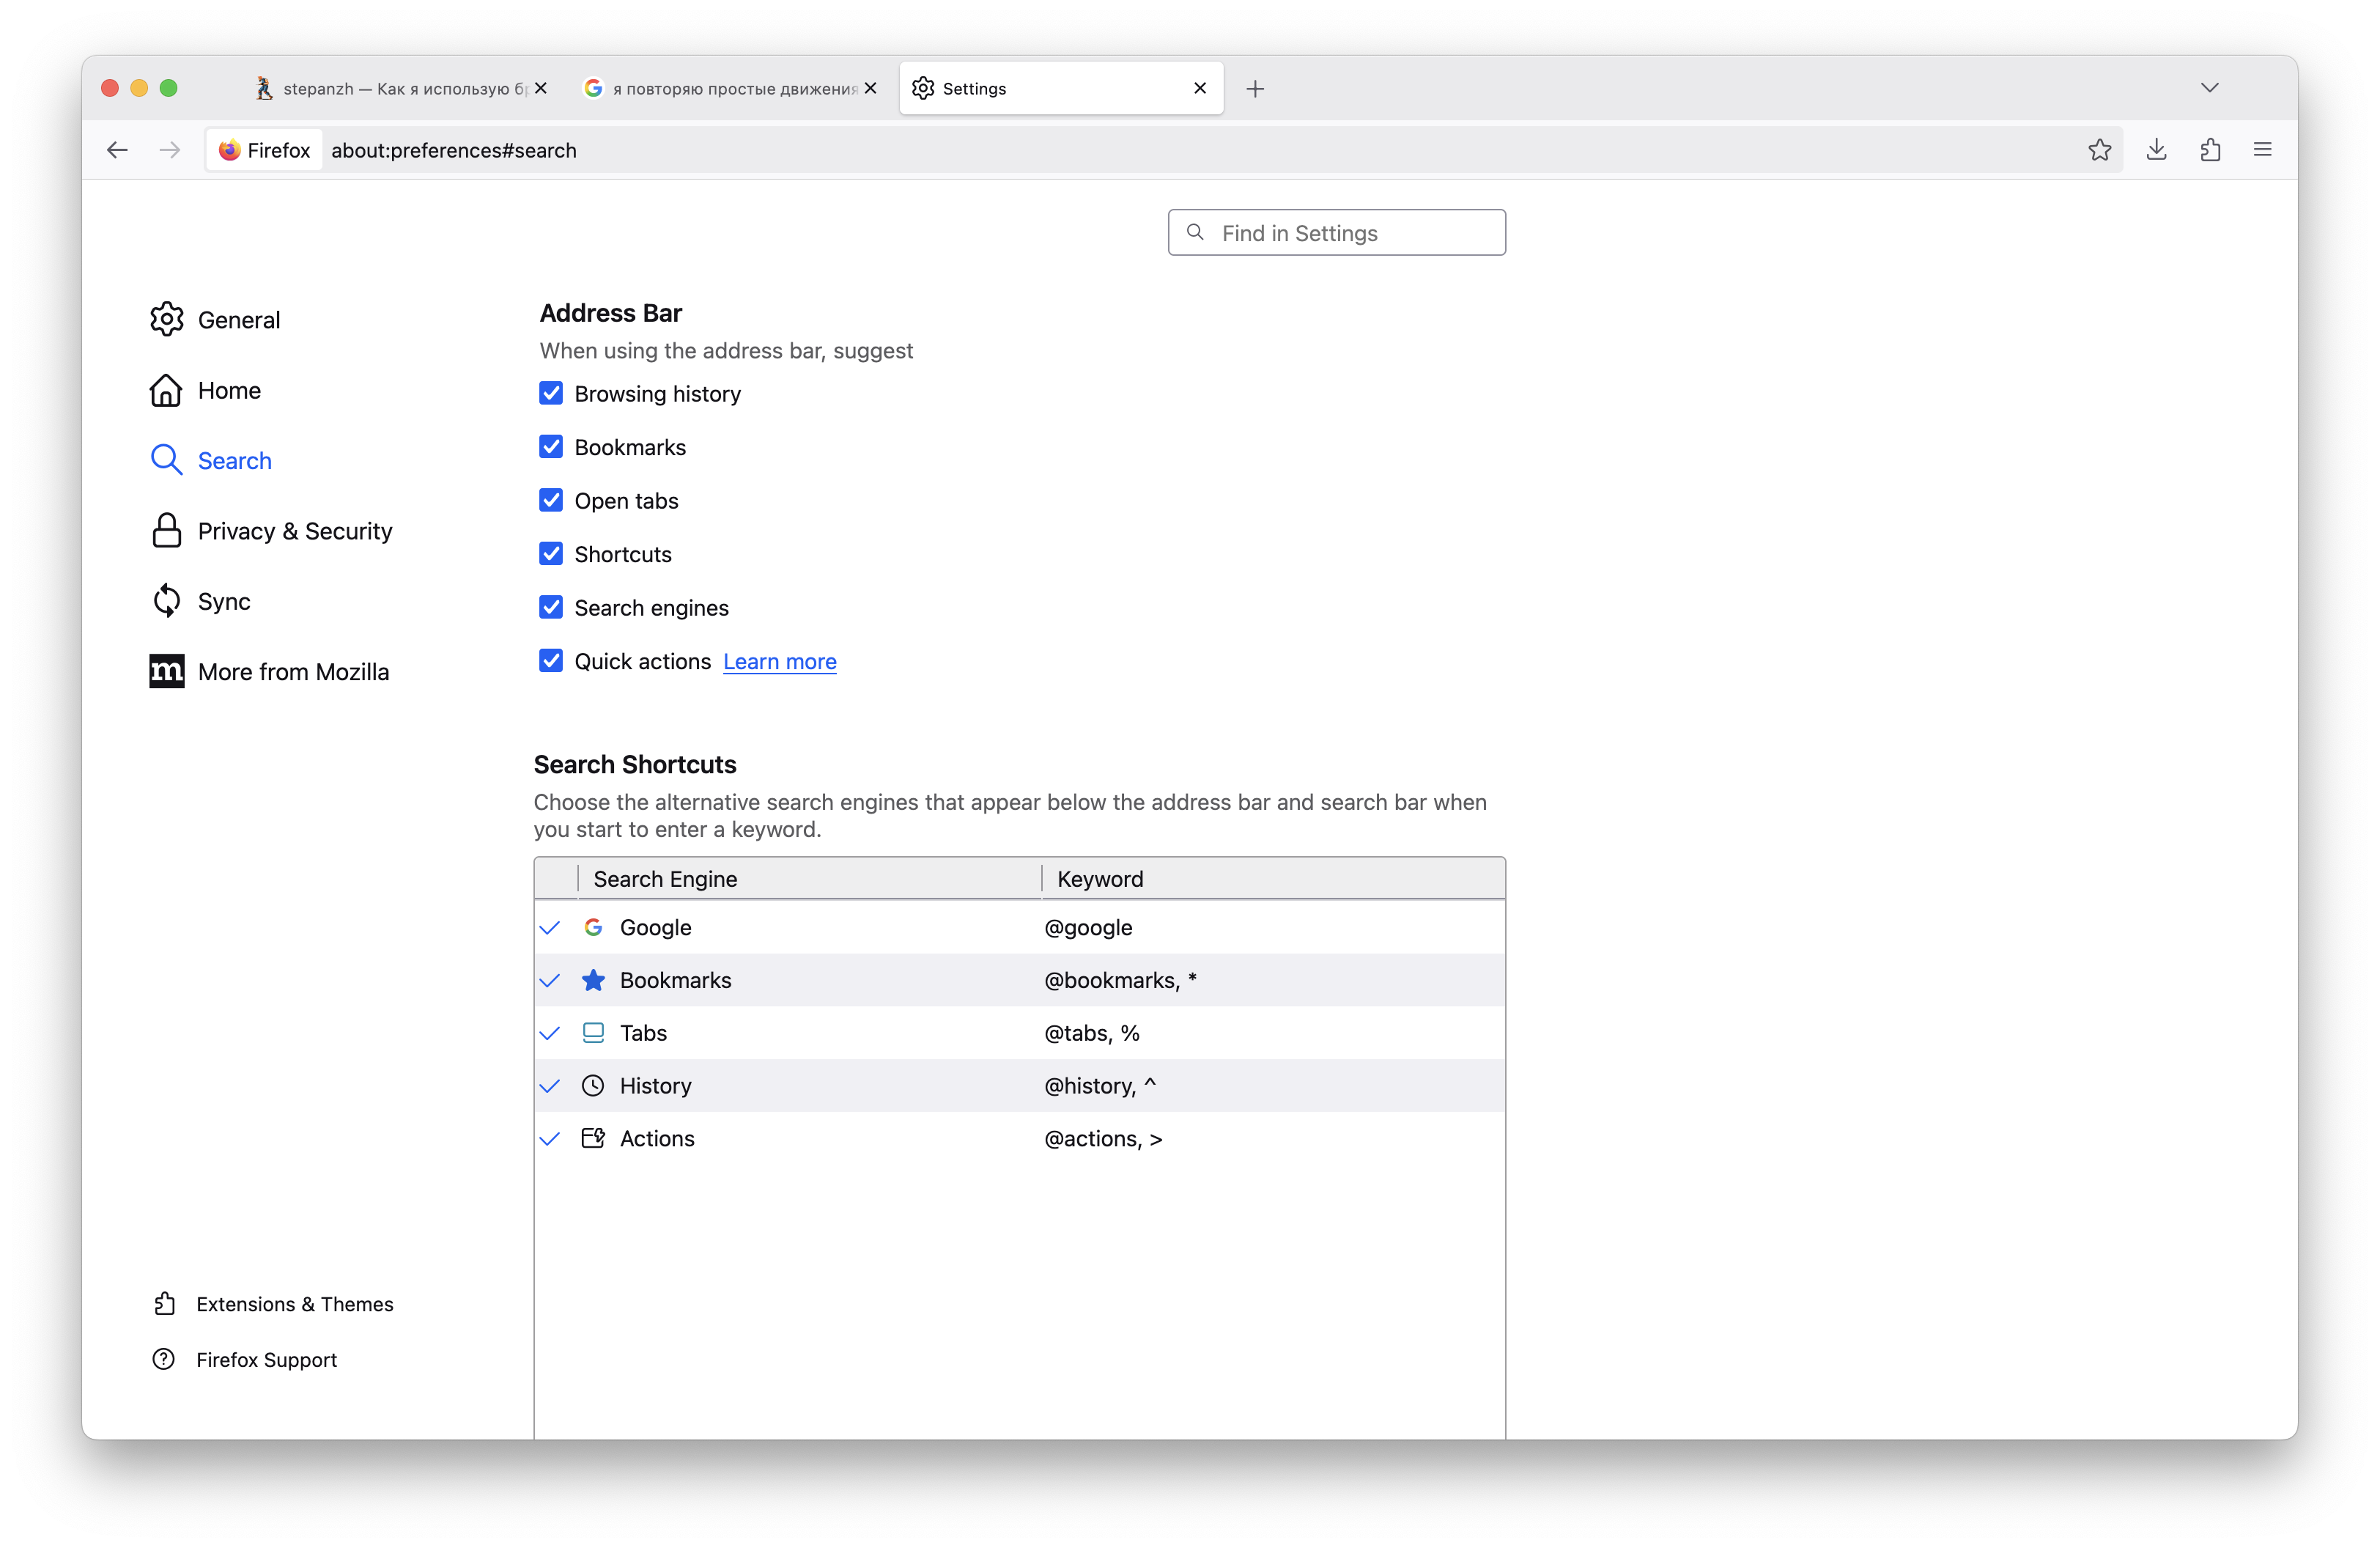 stepanzh — Как я использую бр
я повторяю простые движения
Settings
Firefox
about:preferences#search
Find in Settings
General
Home
Search
Privacy & Security
Sync
m
More from Mozilla
Extensions & Themes
Firefox Support
Address Bar
When using the address bar, suggest
Browsing history
Bookmarks
Open tabs
Shortcuts
Search engines
Quick actions Learn more
Search Shortcuts
Choose the alternative search engines that appear below the address bar and search bar when
you start to enter a keyword.
Search Engine Keyword
Google @google
Bookmarks @bookmarks, *
Tabs @tabs, %
History @history, ^
Actions @actions, >